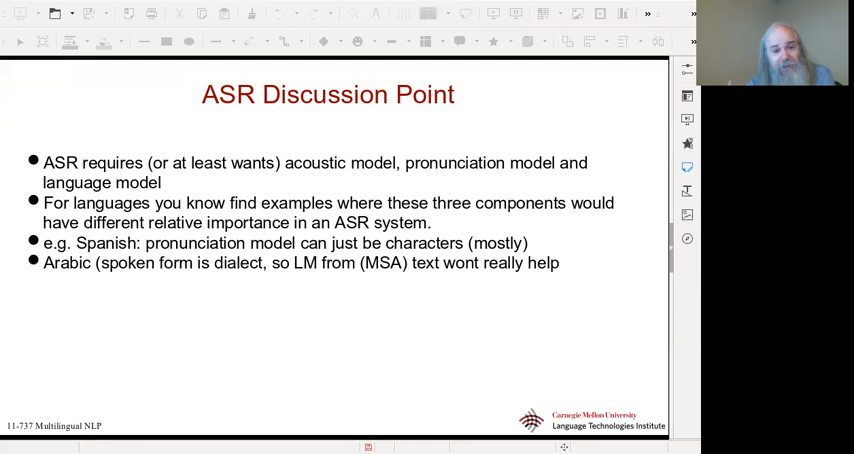 ASR Discussion Point
ASR requires (or at least wants) acoustic model, pronunciation model and
language model
For languages you know find examples where these three components would
have different relative importance in an ASR system.
e.g. Spanish: pronunciation model can just be characters (mostly)
Arabic (spoken form is dialect, so LM from (MSA) text wont really help
11-737 Multilingual NLP
Carnegie Mellon University
Language Technologies Institute